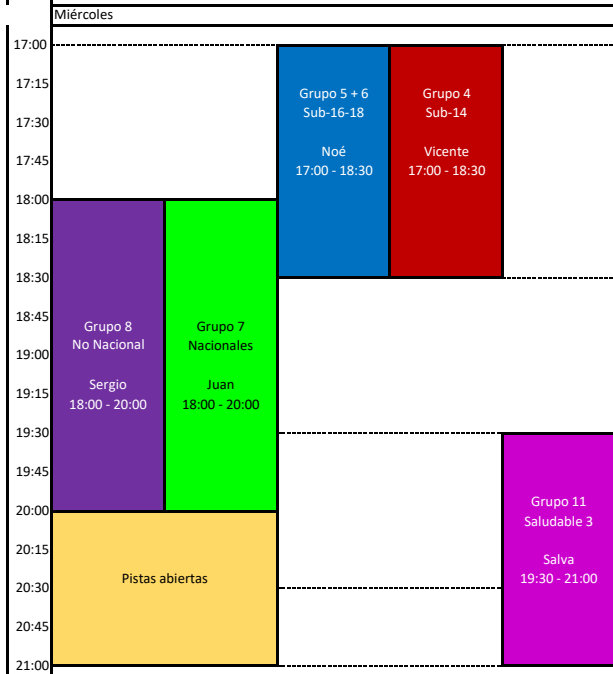 Miércoles
17:00
17:15
17:30
17:45
18:00
18:15
18:30
18:45
19:00
19:15
19:30
19:45
20:00
20:15
20:30
20:45
21:00
Grupo 5 + 6
Sub-16-18
Noé
17:00 - 18:30
Grupo 4
Sub-14
Vicente
17:00 - 18:30
Grupo 8
No Nacional
Sergio
18:00 - 20:00
Grupo 7
Nacionales
Juan
18:00 - 20:00
Grupo 11
Saludable 3
Salva
19:30 - 21:00
Pistas abiertas